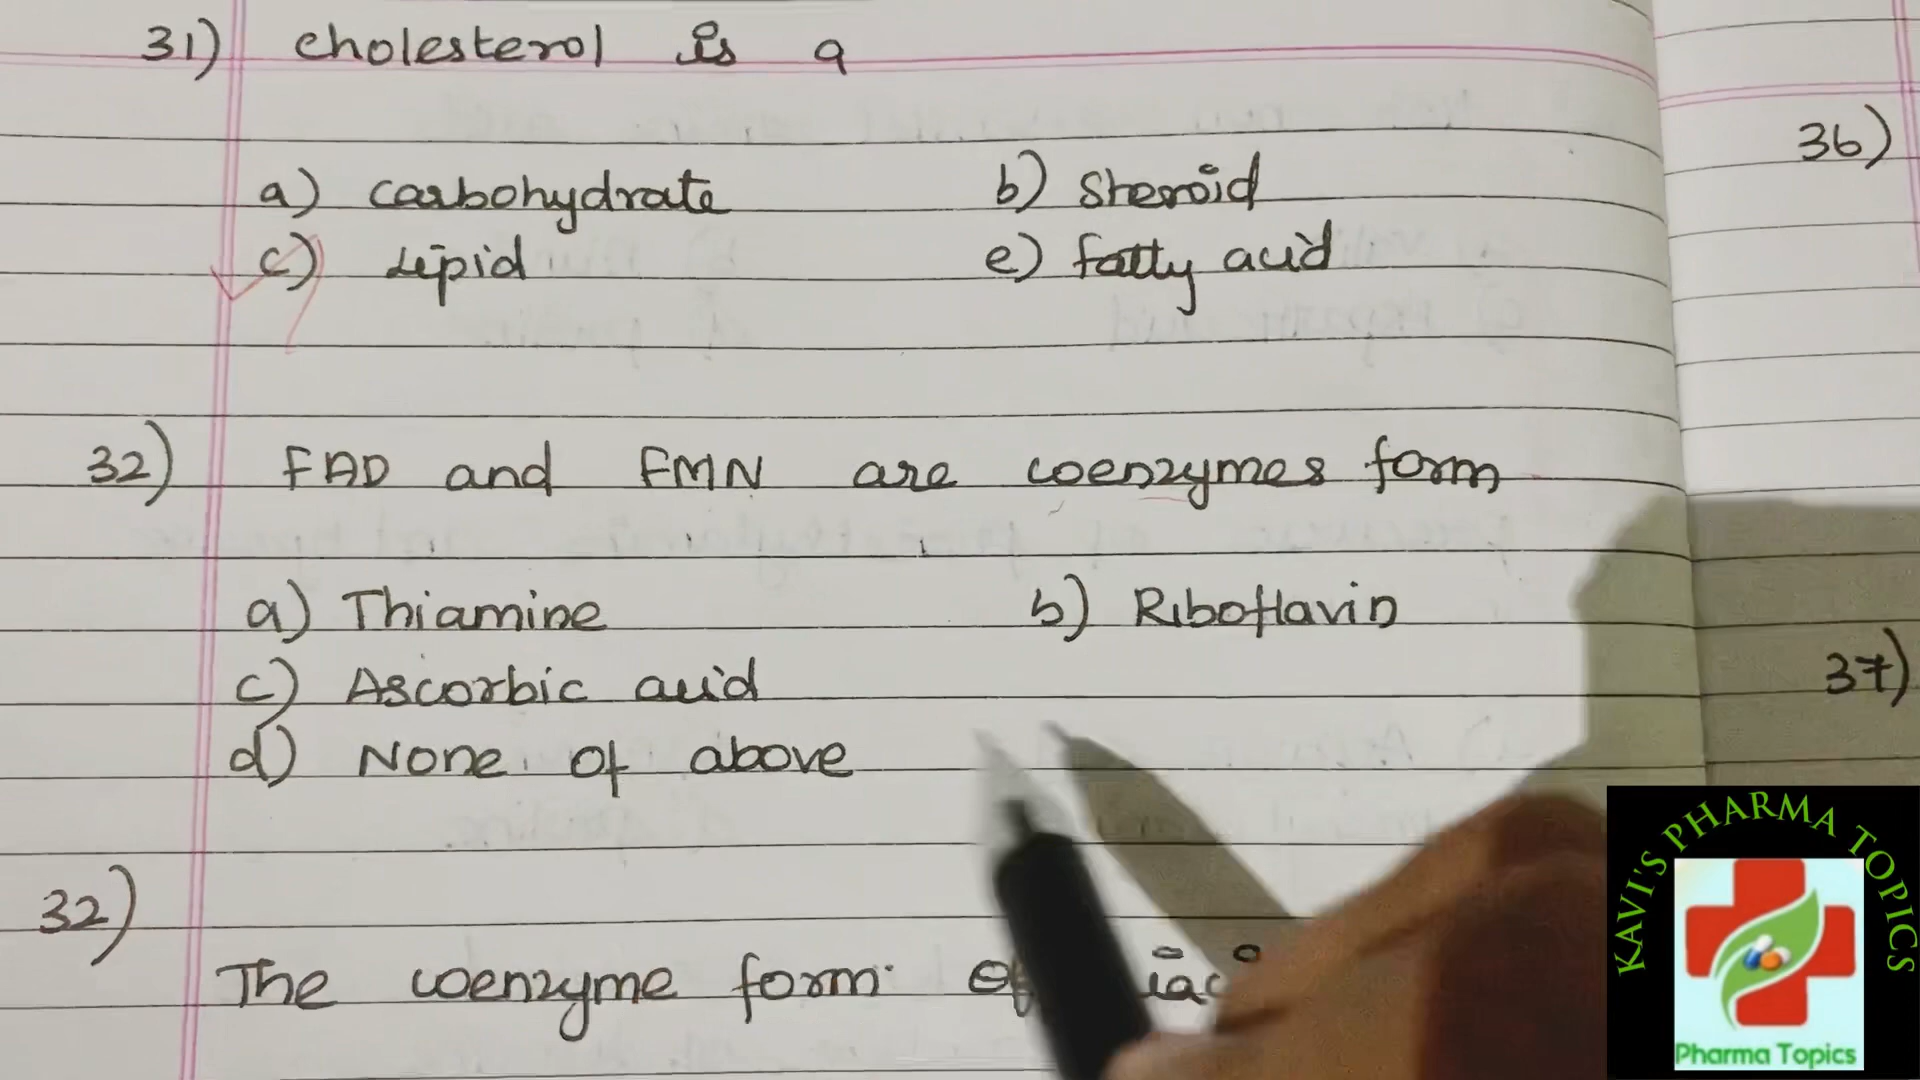 31) cholesterol is a
a) carbohydrate b) Steroid
c) Lipid e) fatty acid
32) FAD and FMN are coenzymes form
a) Thiamine b) Riboflavin
c) Ascorbic acid
d) None of above
32)
The coenzyme form of
36)
37)
KAVI'S PHARMA TOPICS
Pharma Topics